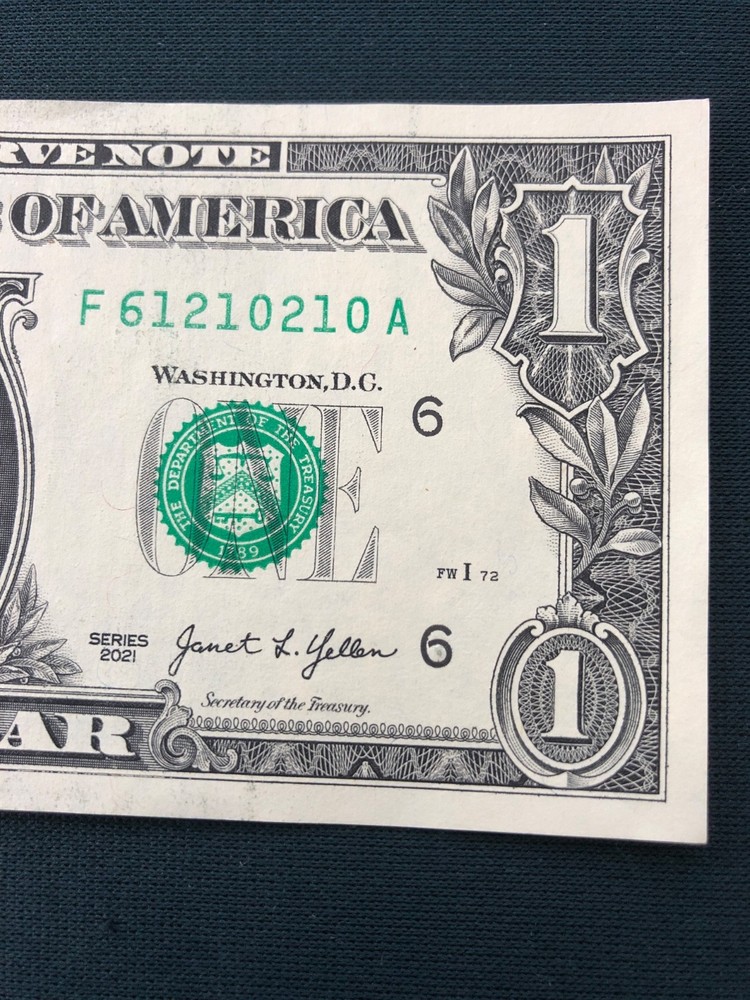 RVE NOTE
OF AMERICA
1
F 61210210 A
WASHINGTON, D.C.
6
ONE
THE DEPARTMENT OF THE TREASURY
1789
FW I 72
SERIES
2021
Janet L. Yellen
6
Secretary of the Treasury.
AR
1